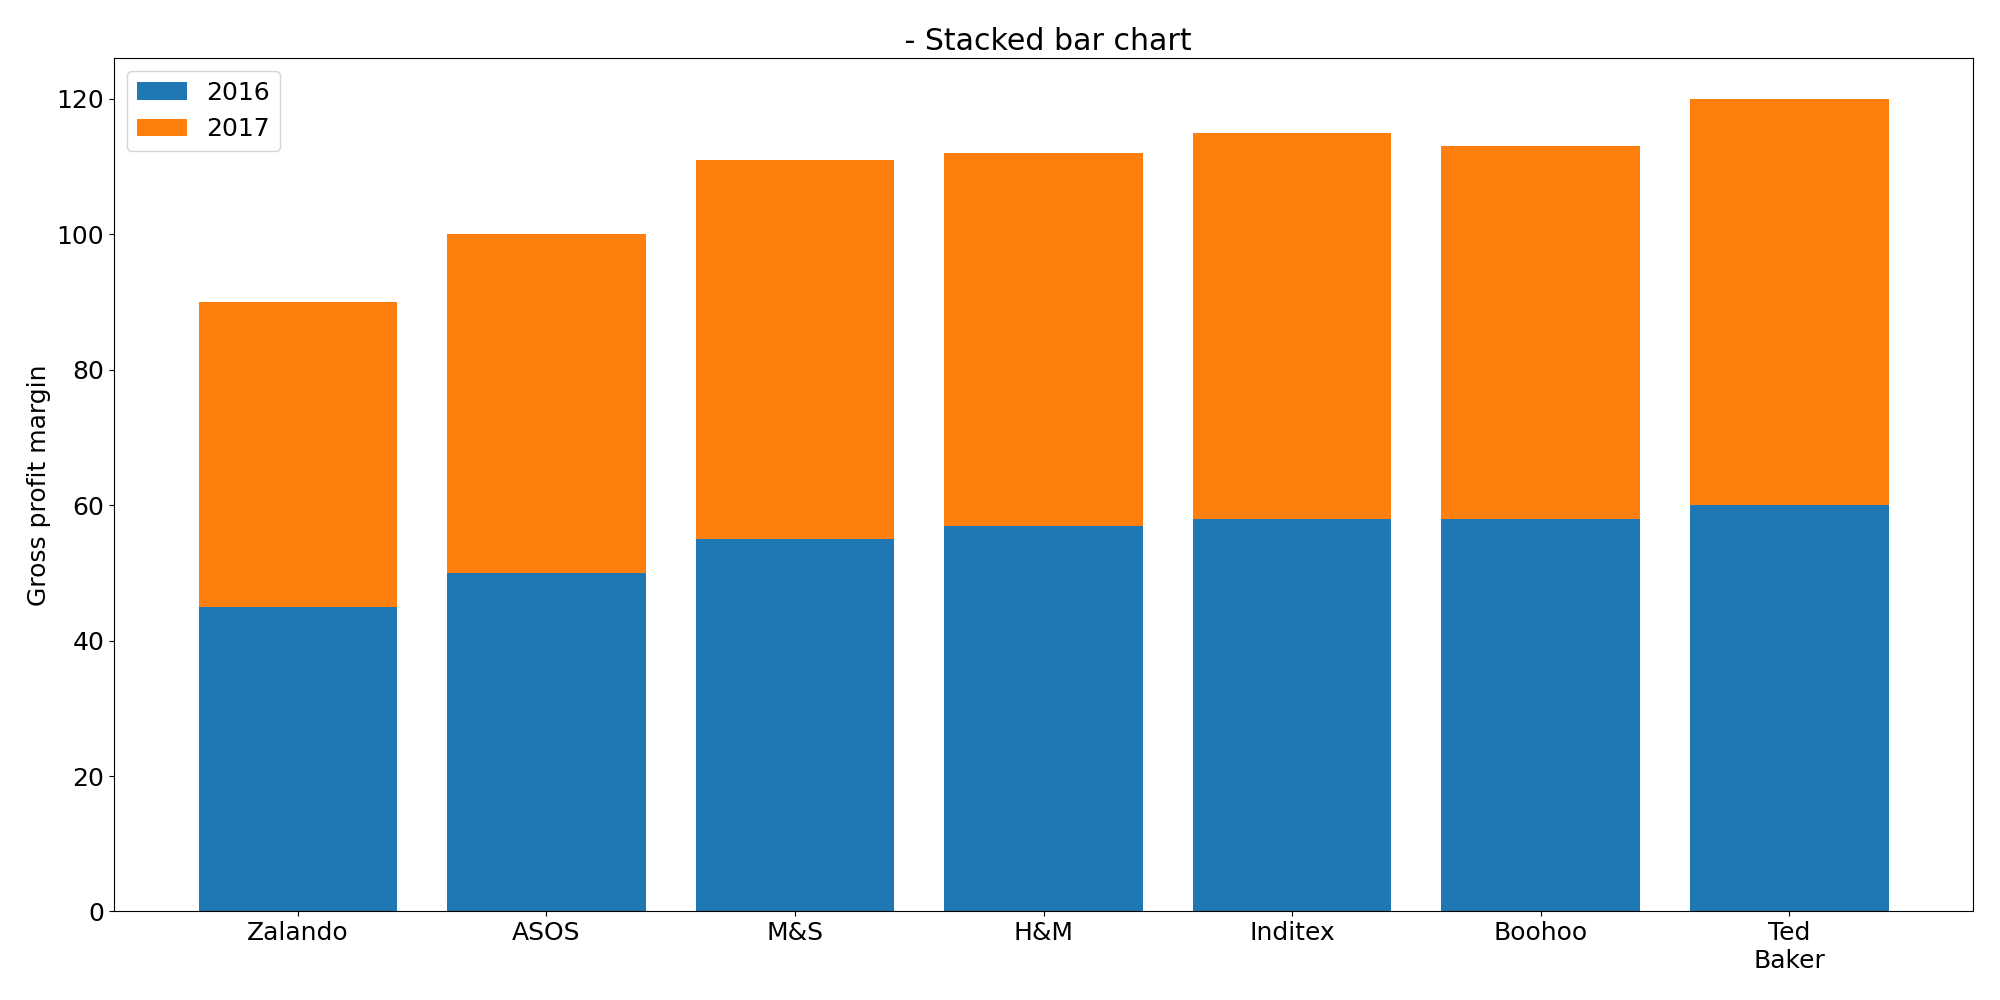 - Stacked bar chart
2016
2017
Gross profit margin
120
100
80
60
40
20
0
Zalando
ASOS
M&S
H&M
Inditex
Boohoo
Ted
Baker